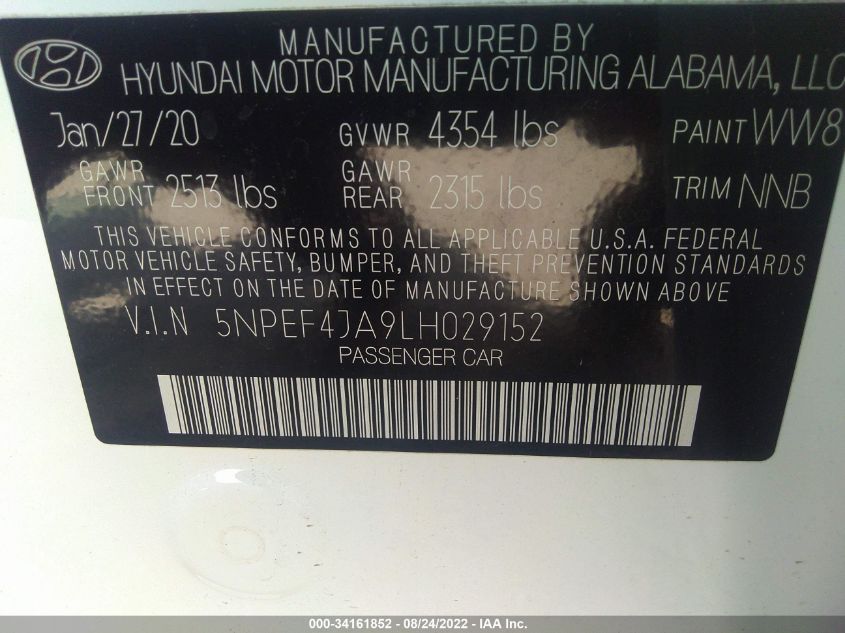 MANUFACTURED BY
HYUNDAI MOTOR MANUFACTURING ALABAMA, LLC
Jan/27/20 GVWR 4354 lbs PAINT WW8
GAWR FRONT 2513 lbs GAWR REAR 2315 lbs TRIM NNB
THIS VEHICLE CONFORMS TO ALL APPLICABLE U.S.A. FEDERAL
MOTOR VEHICLE SAFETY, BUMPER, AND THEFT PREVENTION STANDARDS
IN EFFECT ON THE DATE OF MANUFACTURE SHOWN ABOVE
V.I.N 5NPEF4JA9LH029152
PASSENGER CAR
000-34161852 - 08/24/2022 - IAA Inc.